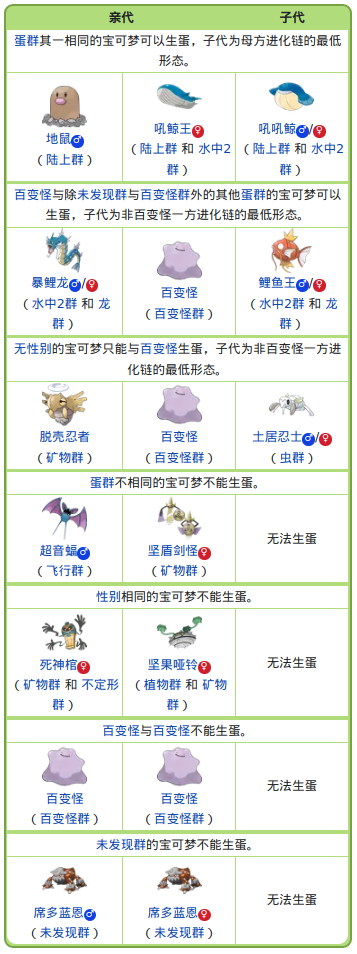 亲代 子代
蛋群其一相同的宝可梦可以生蛋，子代为母方进化链的最低
形态。
地鼠♂ 吼鲸王♀ 吼吼鲸♂/♀
（陆上群） （陆上群 和 水中2 （陆上群 和 水中2
群） 群）
百变怪与除未发现群与百变怪群外的其他蛋群的宝可梦可以
生蛋，子代为非百变怪一方进化链的最低形态。
暴鲤龙♂/♀ 百变怪 鲤鱼王♂/♀
（水中2群 和 龙 （百变怪群） （水中2群 和 龙
群） 群）
无性别的宝可梦只能与百变怪生蛋，子代为非百变怪一方进
化链的最低形态。
脱壳忍者 百变怪 土居忍士♂/♀
（矿物群） （百变怪群） （虫群）
蛋群不相同的宝可梦不能生蛋。
超音蝠♂ 坚盾剑怪♀ 无法生蛋
（飞行群） （矿物群）
性别相同的宝可梦不能生蛋。
死神棺♀ 坚果哑铃♀ 无法生蛋
（矿物群 和 不定形 （植物群 和 矿物
群） 群）
百变怪与百变怪不能生蛋。
百变怪 百变怪 无法生蛋
（百变怪群） （百变怪群）
未发现群的宝可梦不能生蛋。
席多蓝恩♂ 席多蓝恩♀ 无法生蛋
（未发现群） （未发现群）